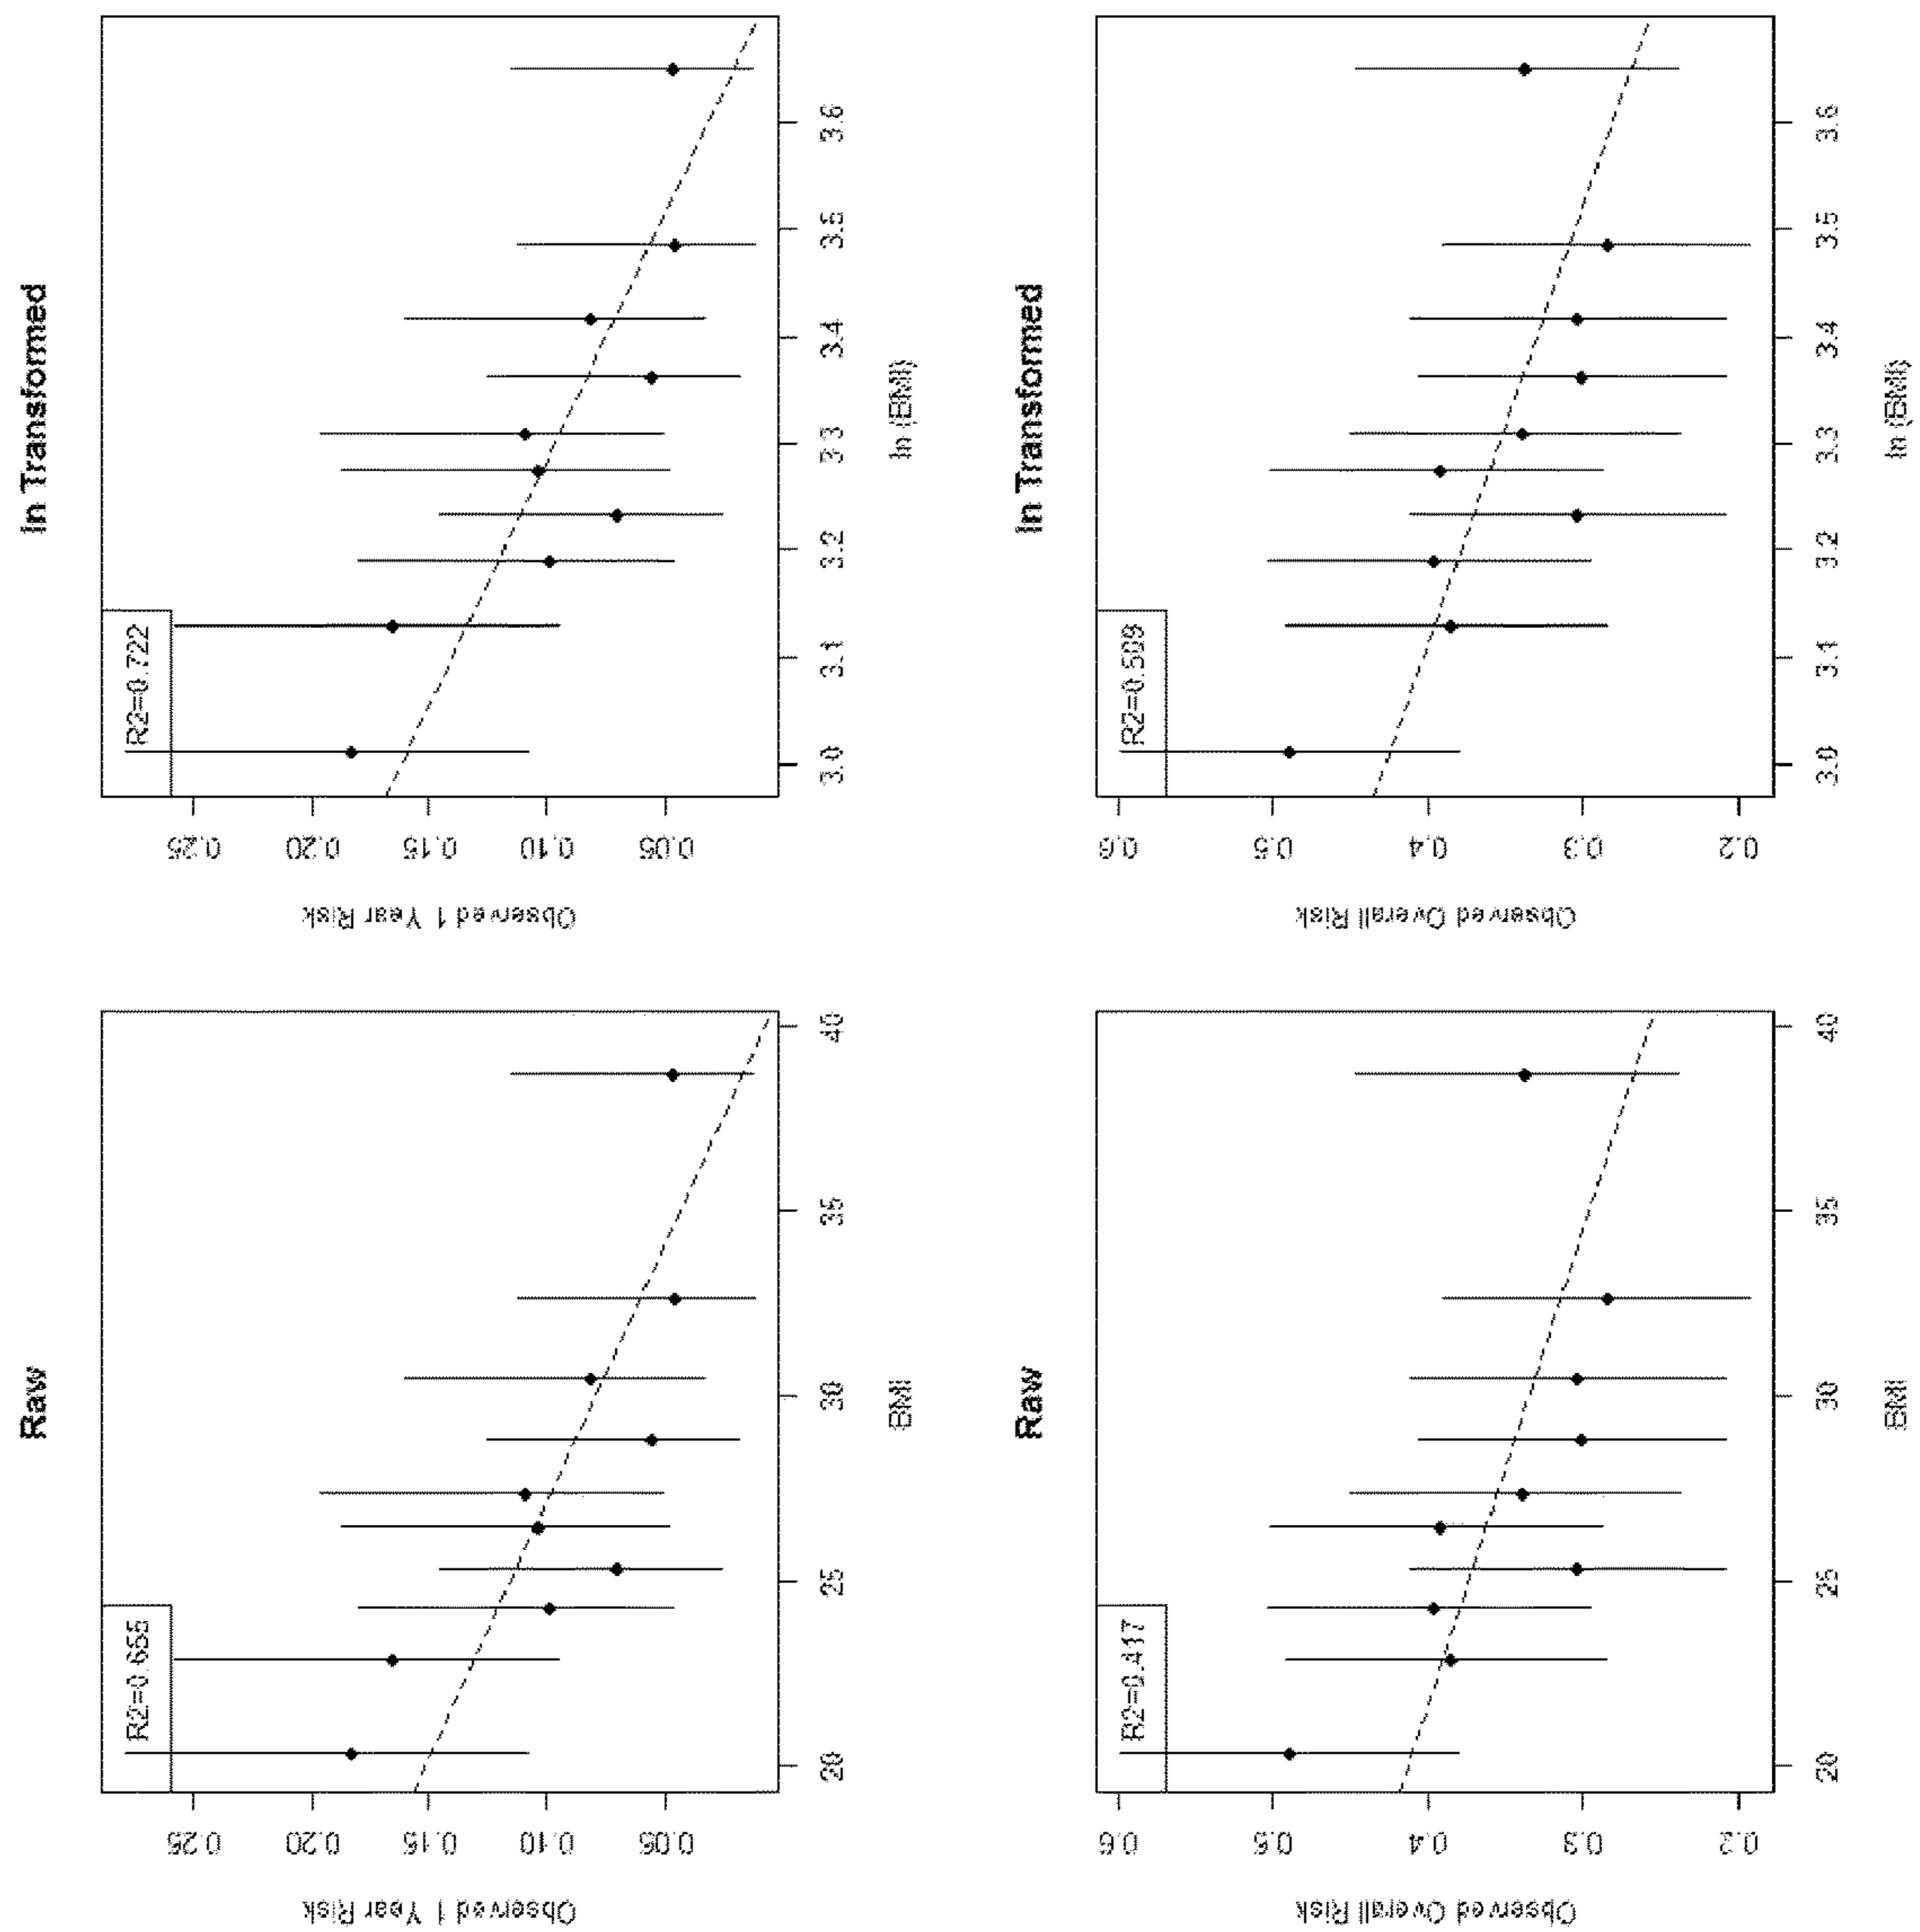 Raw
R2=0.655
0.25
0.20
0.15
0.10
0.05
Observed 1 Year Risk
20
25
30
35
40
BMI
ln Transfomed
R2=0.722
0.25
0.20
0.15
0.10
0.05
Observed 1 Year Risk
3.0
3.1
3.2
3.3
3.4
3.5
3.6
ln (BMI)
Raw
R2=0.417
0.6
0.5
0.4
0.3
0.2
Observed Overall Risk
20
25
30
35
40
BMI
ln Transfomed
R2=0.509
0.6
0.5
0.4
0.3
0.2
Observed Overall Risk
3.0
3.1
3.2
3.3
3.4
3.5
3.6
ln (BMI)